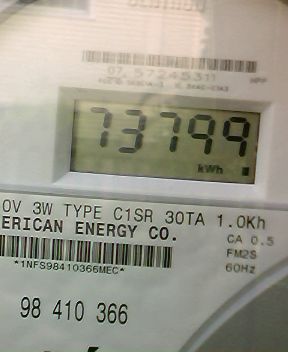 07 57245311
73799
kWh
0V 3W TYPE C1SR 30TA 1.0Kh
ERICAN ENERGY CO.
CA 0.5
FM2S
60Hz
*1NFS98410366MEC*
98 410 366